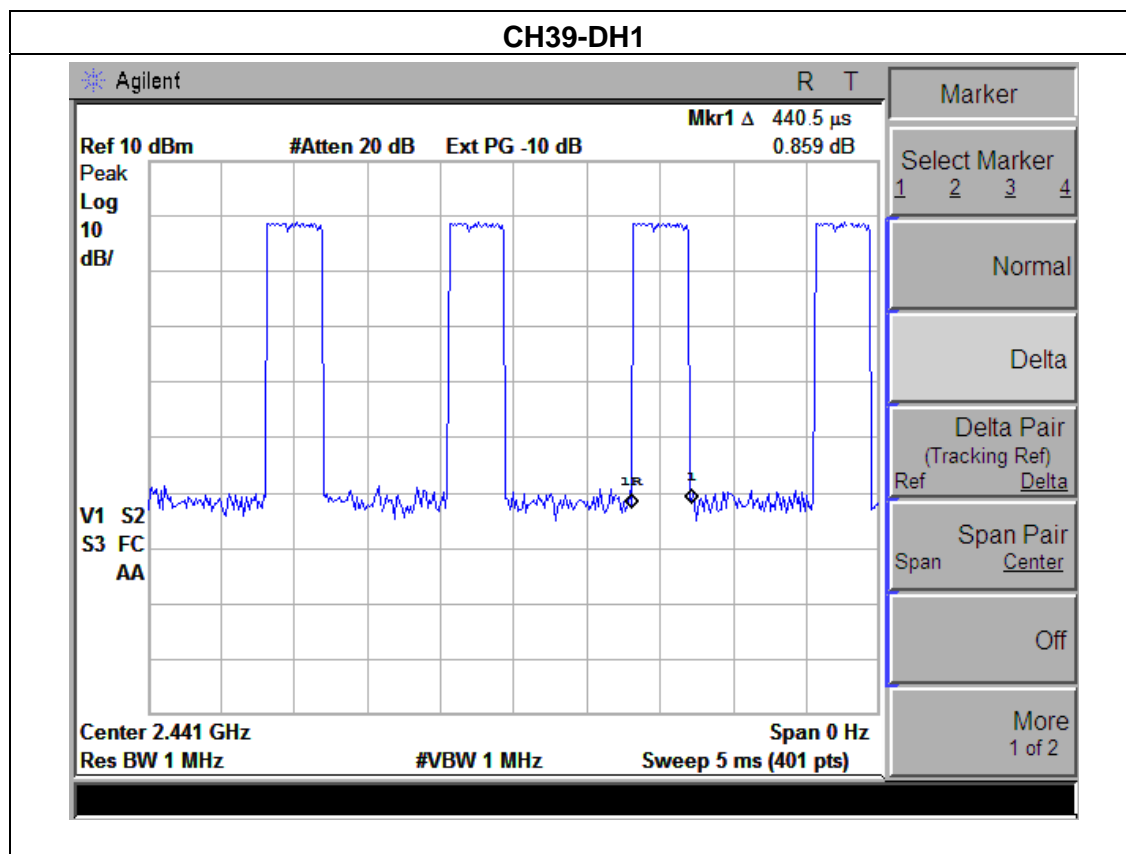 CH39-DH1
Agilent R T
Mkr1 Δ 440.5 µs
Ref 10 dBm #Atten 20 dB Ext PG -10 dB 0.859 dB
Peak
Log
10
dB/
1R 1
V1 S2
S3 FC
AA
Center 2.441 GHz Span 0 Hz
Res BW 1 MHz #VBW 1 MHz Sweep 5 ms (401 pts)
Marker
Select Marker
1 2 3 4
Normal
Delta
Delta Pair
(Tracking Ref)
Ref Delta
Span Pair
Span Center
Off
More
1 of 2